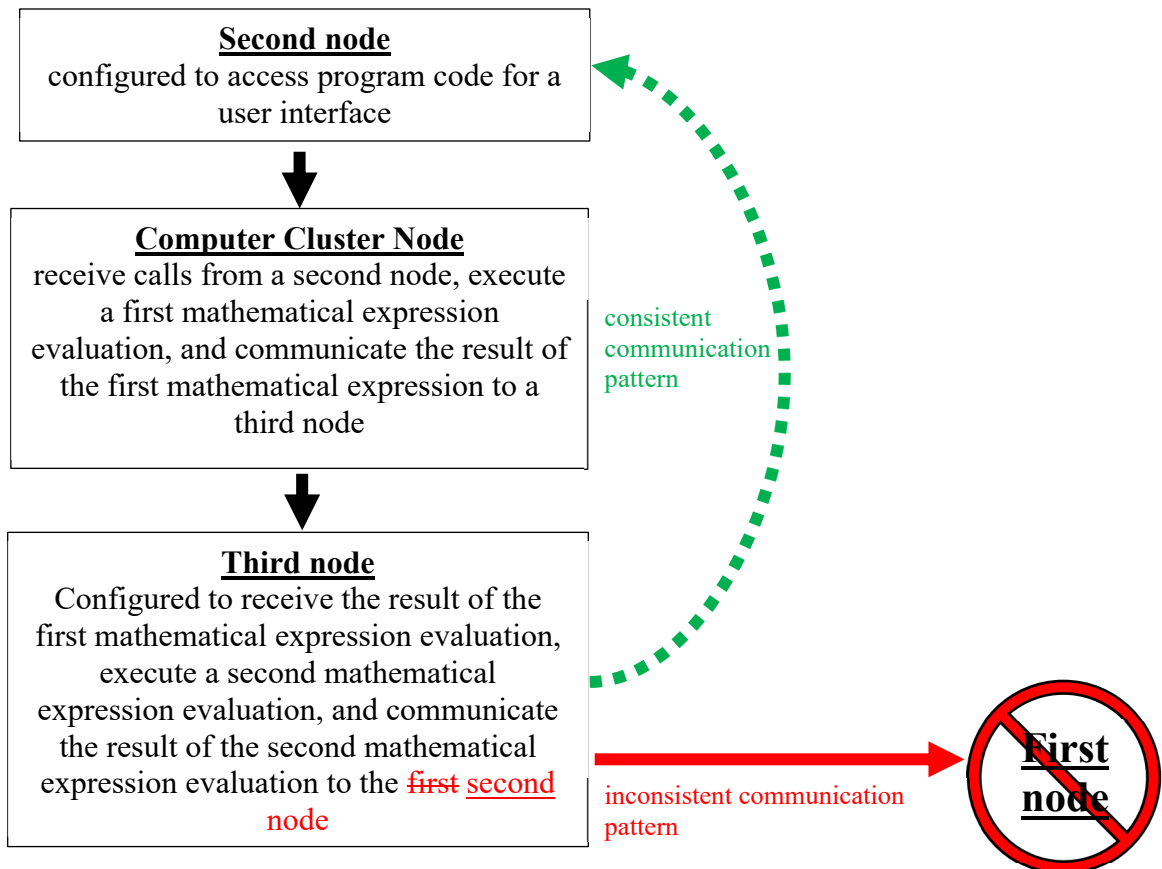 Second node
configured to access program code for a
user interface
Computer Cluster Node
receive calls from a second node, execute
a first mathematical expression
evaluation, and communicate the result of
the first mathematical expression to a
third node
consistent
communication
pattern
Third node
Configured to receive the result of the
first mathematical expression evaluation,
execute a second mathematical
expression evaluation, and communicate
the result of the second mathematical
expression evaluation to the first second
node
inconsistent communication
pattern
First
node